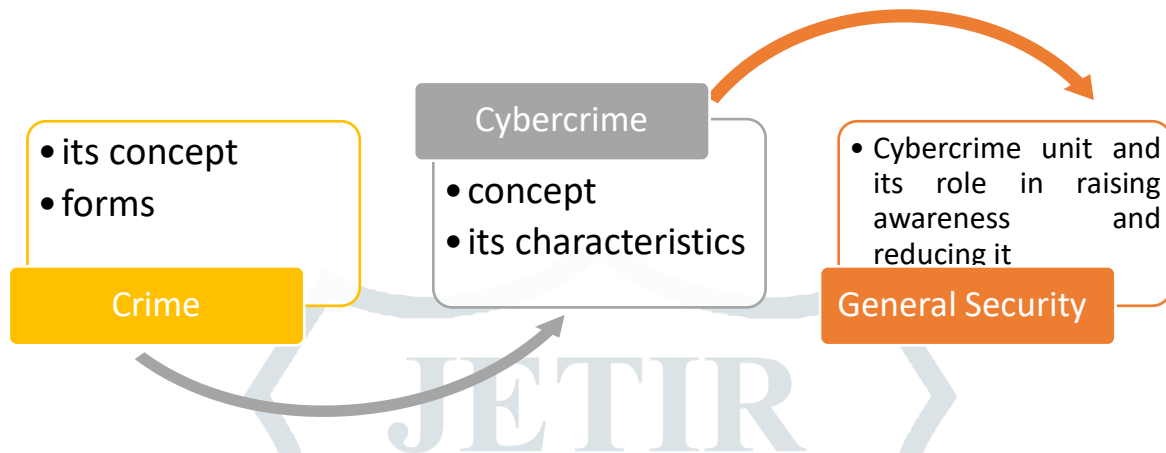 • its concept
• forms
Crime
Cybercrime
• concept
• its characteristics
• Cybercrime unit and
its role in raising
awareness and
reducing it
General Security
JETIR